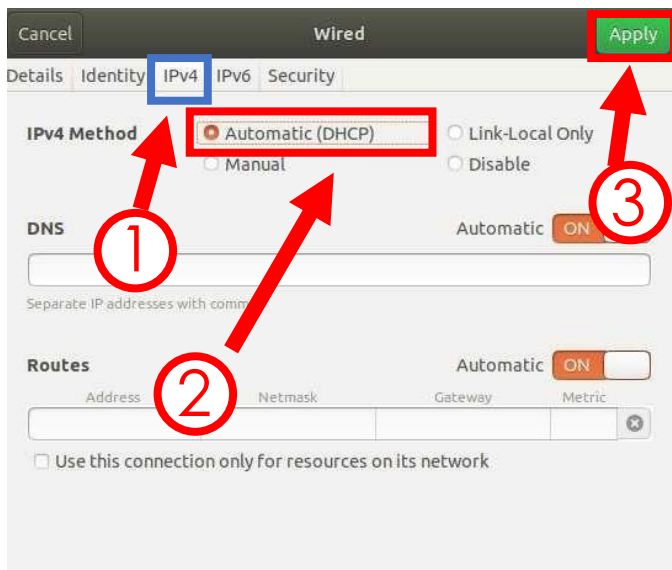 Cancel Wired Apply
Details Identity IPv4 IPv6 Security
IPv4 Method Automatic (DHCP) Link-Local Only
Manual Disable
1 3
DNS Automatic ON
Separate IP addresses with comm
2
Routes Automatic ON
Address Netmask Gateway Metric
Use this connection only for resources on its network